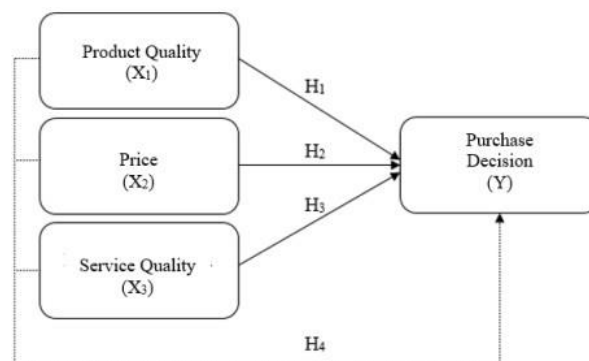 Product Quality
(X₁)
H₁
Price
(X₂)
H₂
Purchase
Decision
(Y)
H₃
Service Quality
(X₃)
H₄